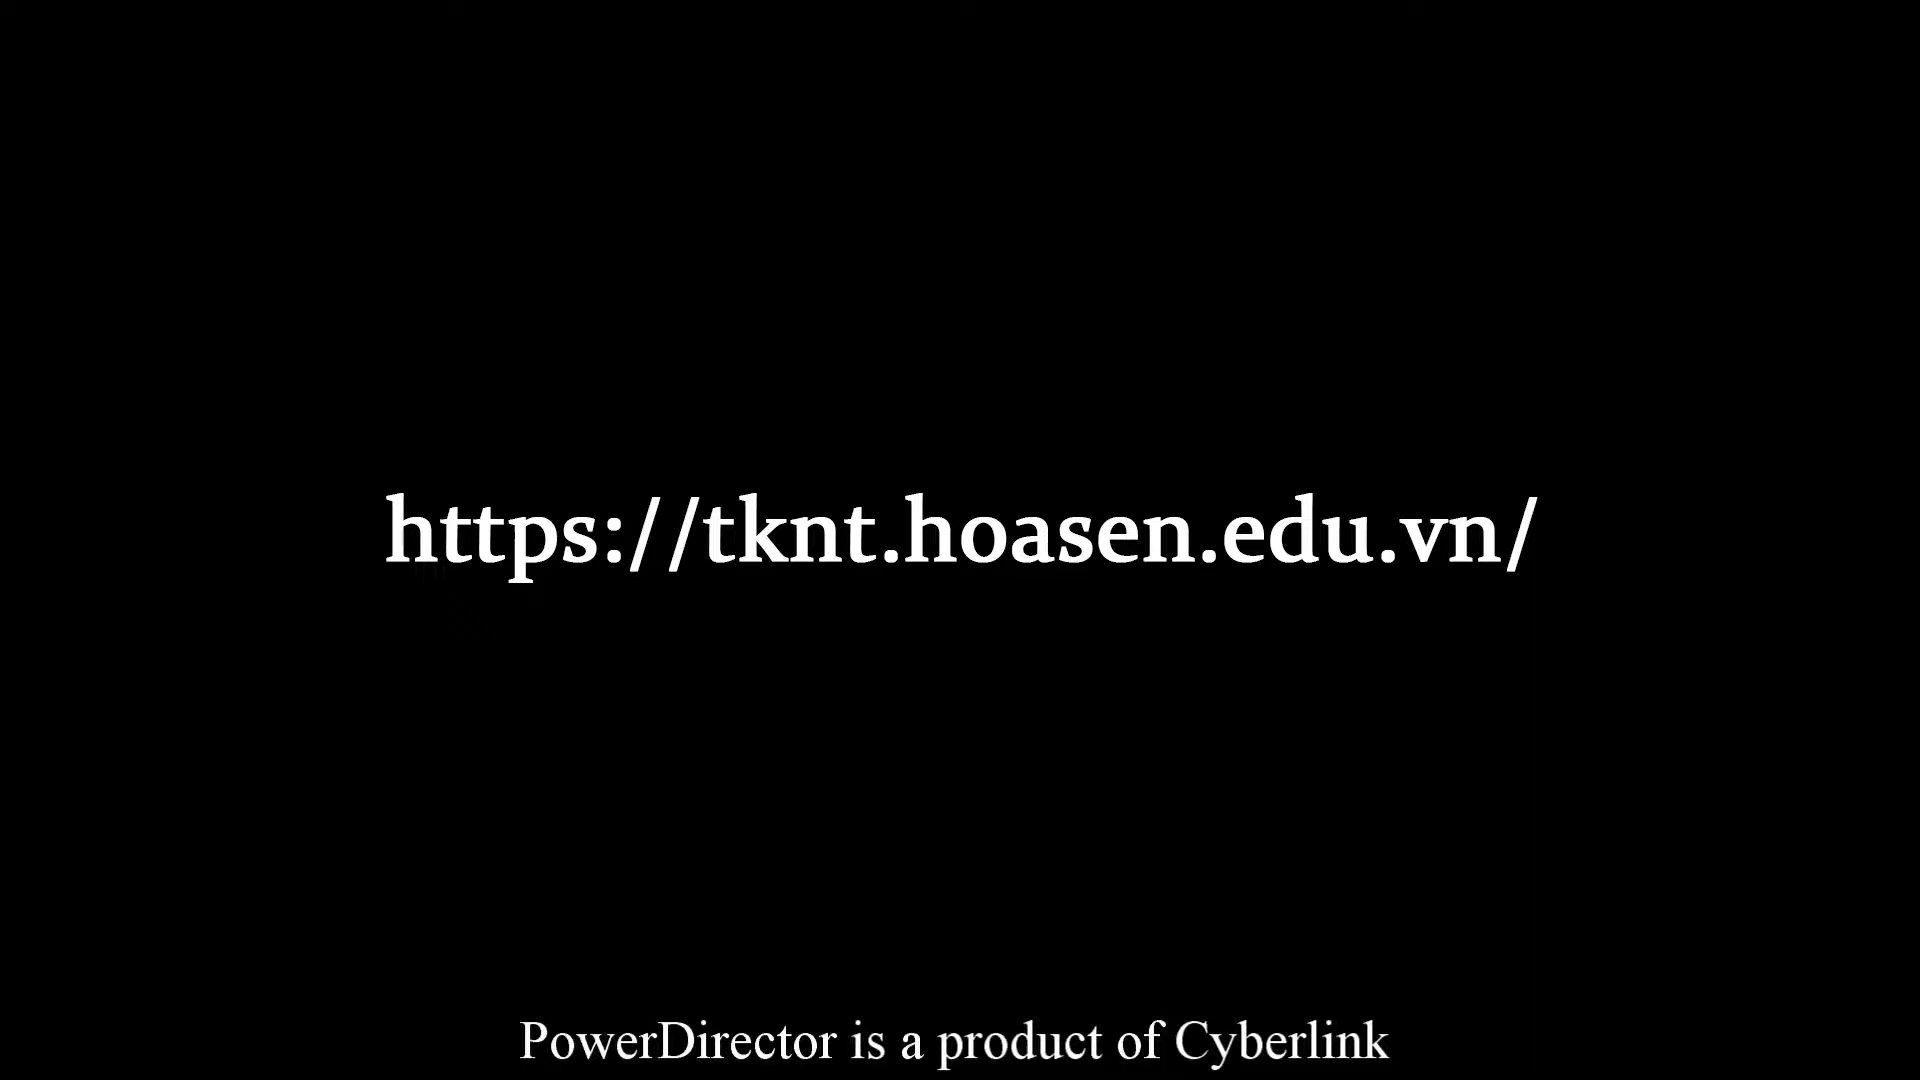 https://tknt.hoasen.edu.vn/
PowerDirector is a product of Cyberlink